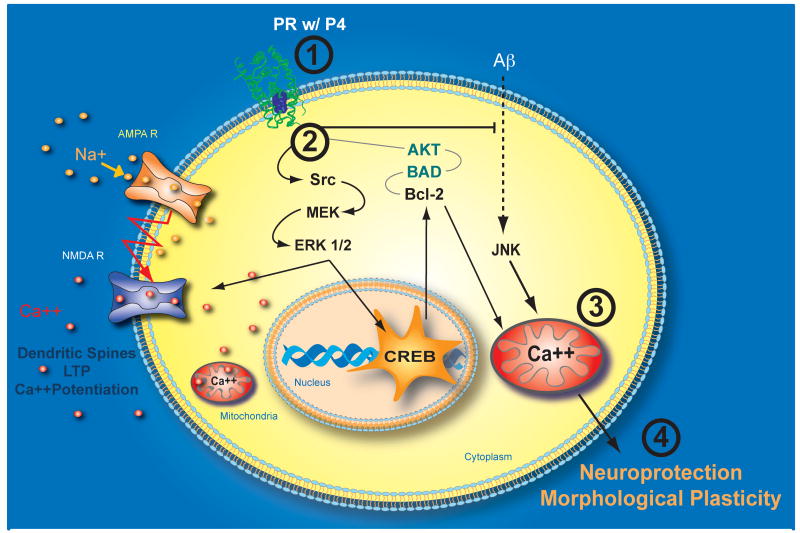 PR w/ P4
1
Aβ
AMPA R
Na+
2
AKT
BAD
Bcl-2
Src
MEK
ERK 1/2
JNK
NMDA R
Ca++
3
Dendritic Spines
LTP
Ca++Potentiation
CREB
Ca++
Nucleus
Ca++
Mitochondria
4
Cytoplasm
Neuroprotection
Morphological Plasticity